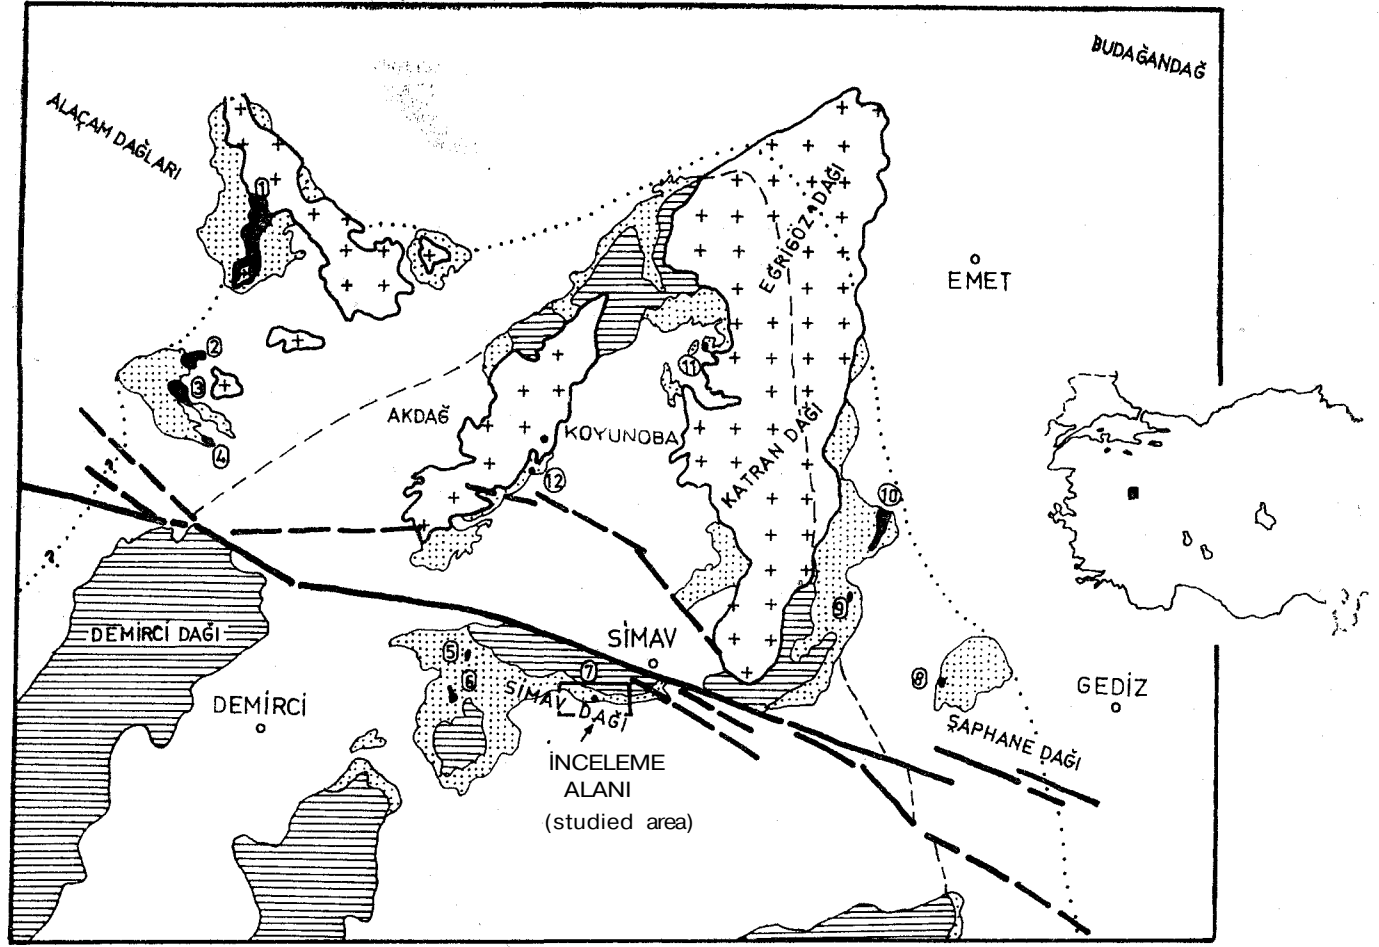 BUDAĞANDAĞ
ALAÇAM DAĞLARI
1
EĞRİGÖZ DAĞI
EMET
2
3
11
AKDAĞ
KOYUNOBA
KATRAN DAĞI
4
12
10
?
?
9
DEMİRCİ DAĞI
SİMAV
5
7
8
6
GEDİZ
SİMAV DAĞI
DEMİRCİ
ŞAPHANE DAĞI
İNCELEME
ALANI
(studied area)